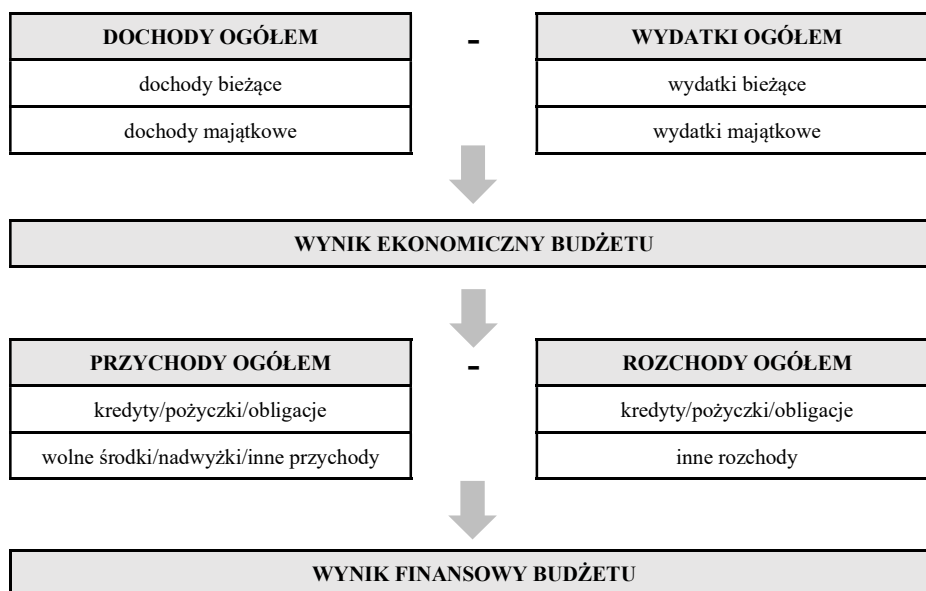 DOCHODY OGÓŁEM - WYDATKI OGÓŁEM
dochody bieżące wydatki bieżące
dochody majątkowe wydatki majątkowe
WYNIK EKONOMICZNY BUDŻETU
PRZYCHODY OGÓŁEM - ROZCHODY OGÓŁEM
kredyty/pożyczki/obligacje kredyty/pożyczki/obligacje
wolne środki/nadwyżki/inne przychody inne rozchody
WYNIK FINANSOWY BUDŻETU